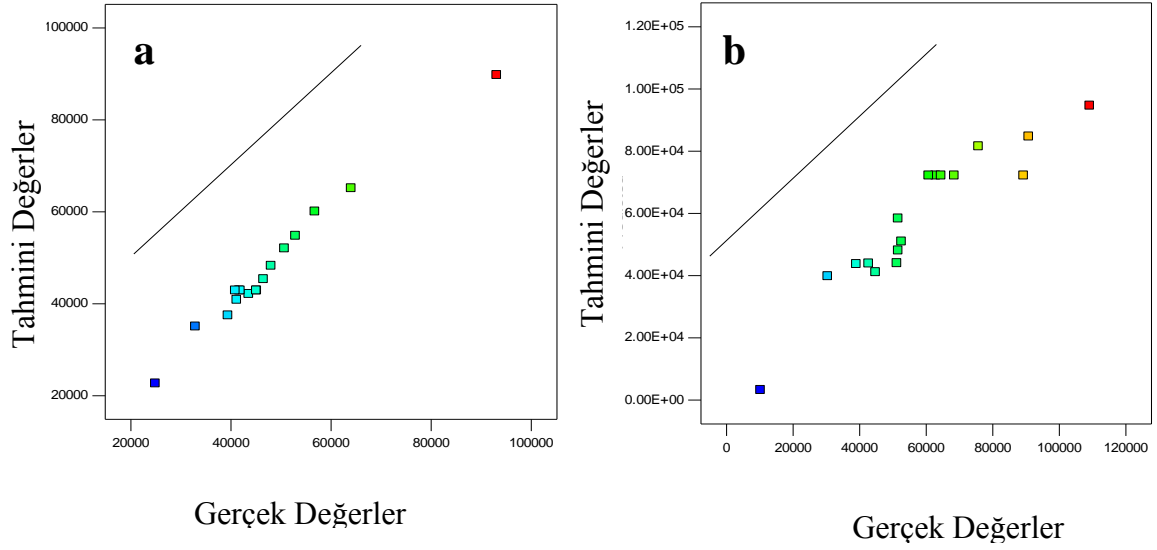 a
100000
80000
60000
40000
20000
20000 40000 60000 80000 100000
Tahmini Değerler
Gerçek Değerler
b
1.20E+05
1.00E+05
8.00E+04
6.00E+04
4.00E+04
2.00E+04
0.00E+00
0 20000 40000 60000 80000 100000 120000
Tahmini Değerler
Gerçek Değerler